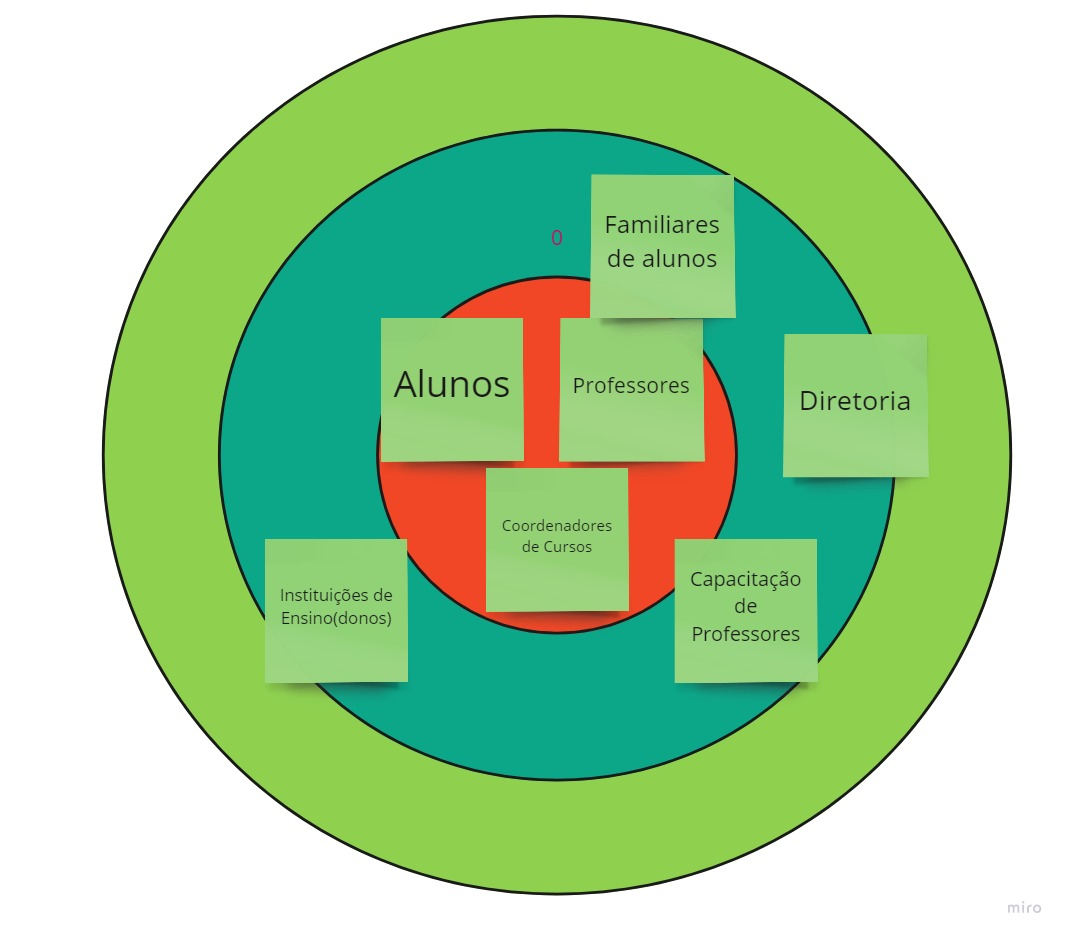 Familiares
de alunos
0
Alunos
Professores
Diretoria
Coordenadores
de Cursos
Instituições de
Ensino(donos)
Capacitação
de
Professores
miro